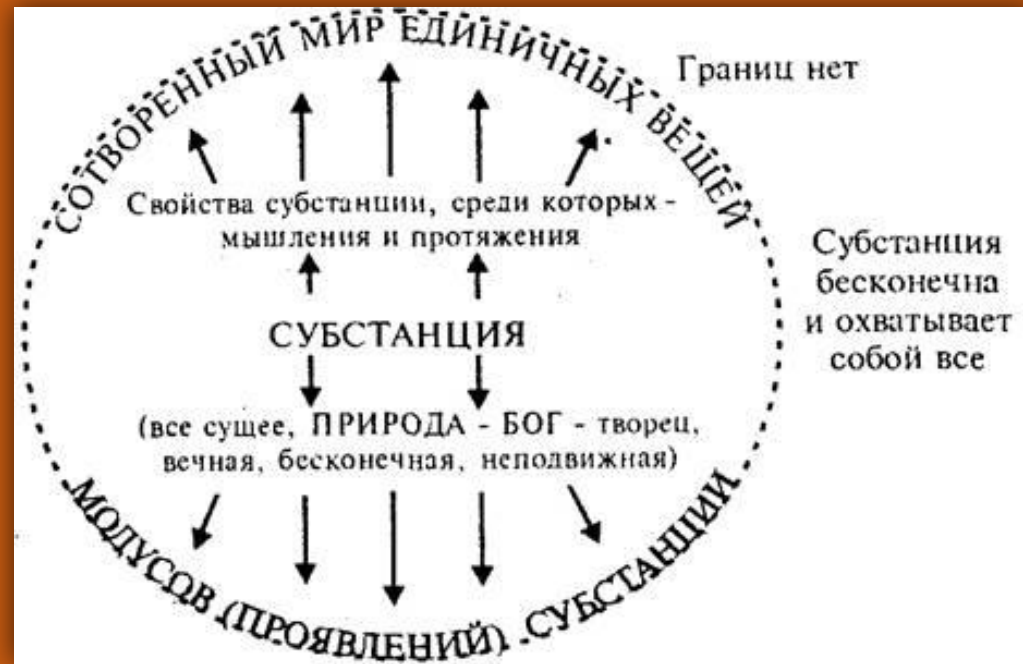 СОТВОРЕННЫЙ МИР ЕДИНИЧНЫХ ВЕЩЕЙ
Границ нет
Свойства субстанции, среди которых -
мышления и протяжения
Субстанция
бесконечна
и охватывает
собой все
СУБСТАНЦИЯ
(все сущее, ПРИРОДА - БОГ - творец,
вечная, бесконечная, неподвижная)
МОДУСОВ (ПРОЯВЛЕНИЙ) СУБСТАНЦИИ